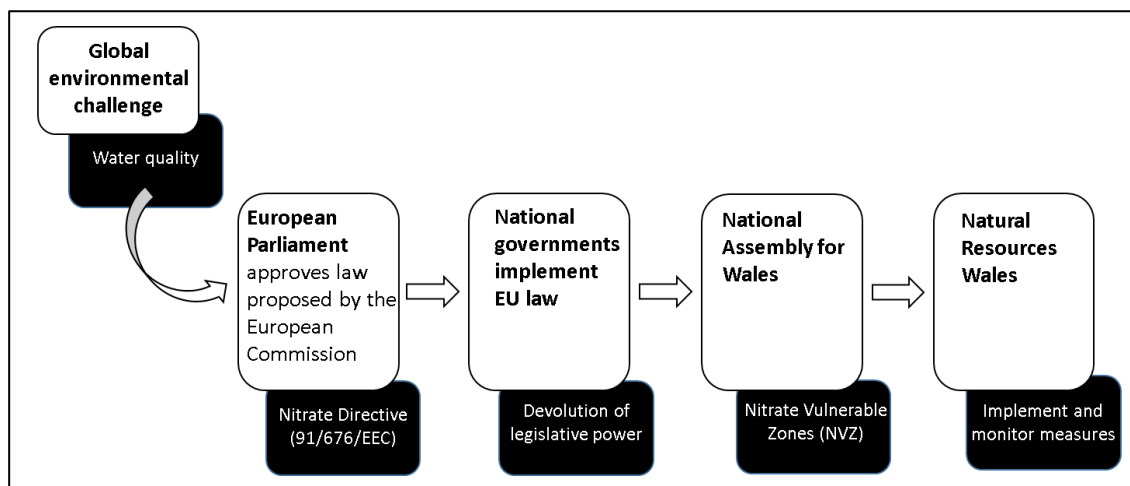 Global
environmental
challenge
Water quality
European
Parliament
approves law
proposed by the
European
Commission
Nitrate Directive
(91/676/EEC)
National
governments
implement
EU law
Devolution of
legislative power
National
Assembly for
Wales
Nitrate Vulnerable
Zones (NVZ)
Natural
Resources
Wales
Implement and
monitor measures